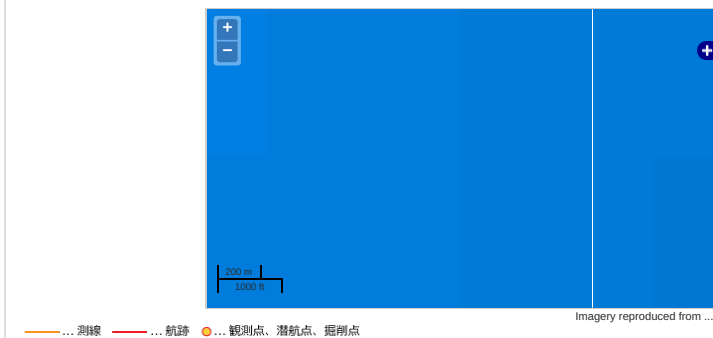 +
−
200 m
1000 ft
Imagery reproduced from ...
... 測線 ... 航跡 ... 観測点、潜航点、掘削点